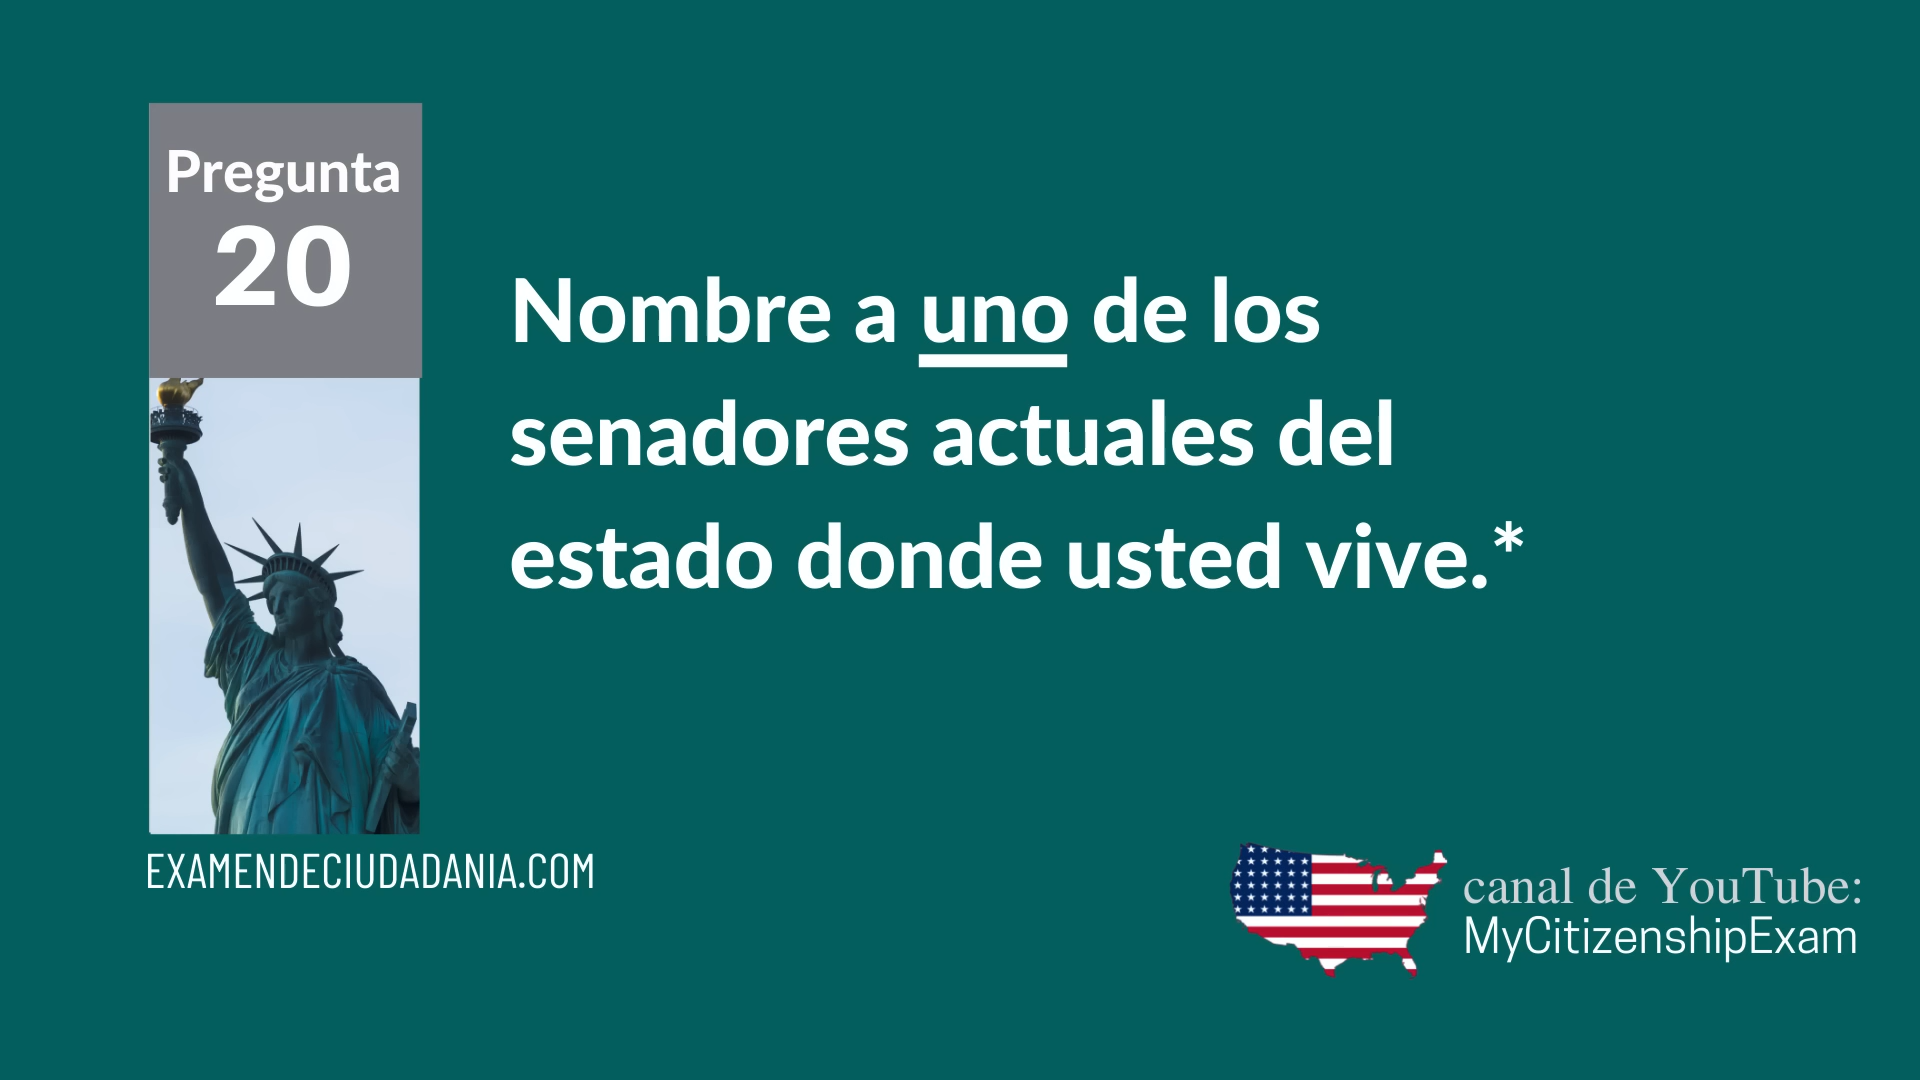 Pregunta
20
Nombre a uno de los
senadores actuales del
estado donde usted vive.*
EXAMENDECIUDADANIA.COM
canal de YouTube:
MyCitizenshipExam